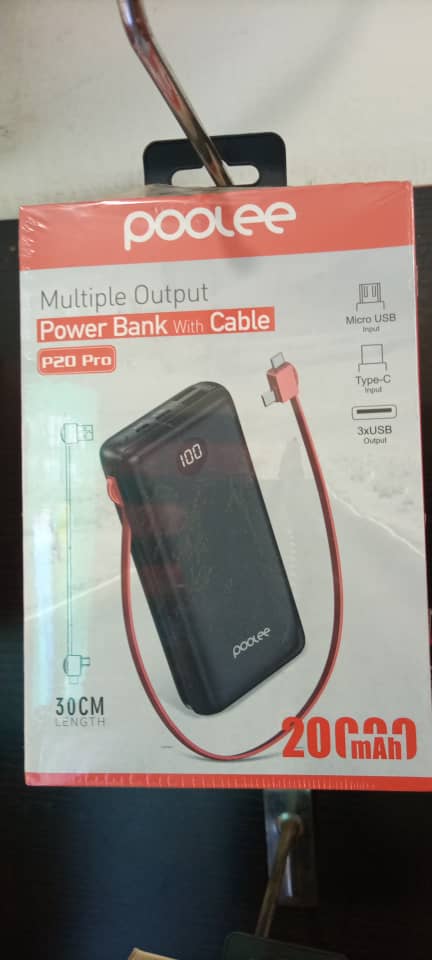 POOLEE
Multiple Output
Power Bank With Cable
P20 Pro
Micro USB
Input
Type-C
Input
3xUSB
Output
100
POOLEE
30CM
LENGTH
20000
mAh